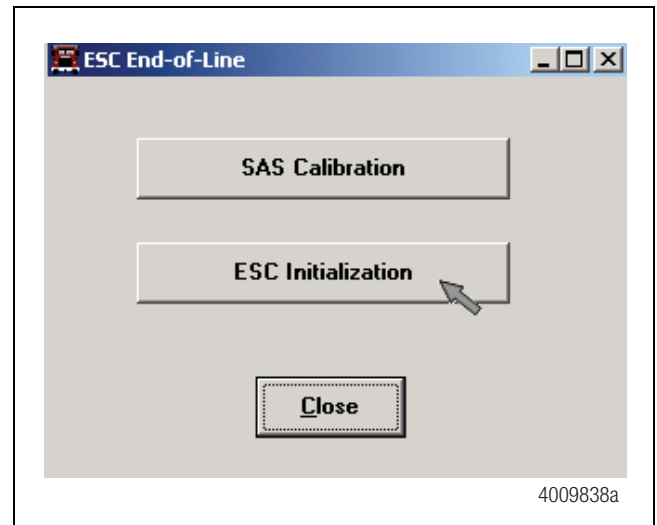 ESC End-of-Line
SAS Calibration
ESC Initialization
Close
4009838a